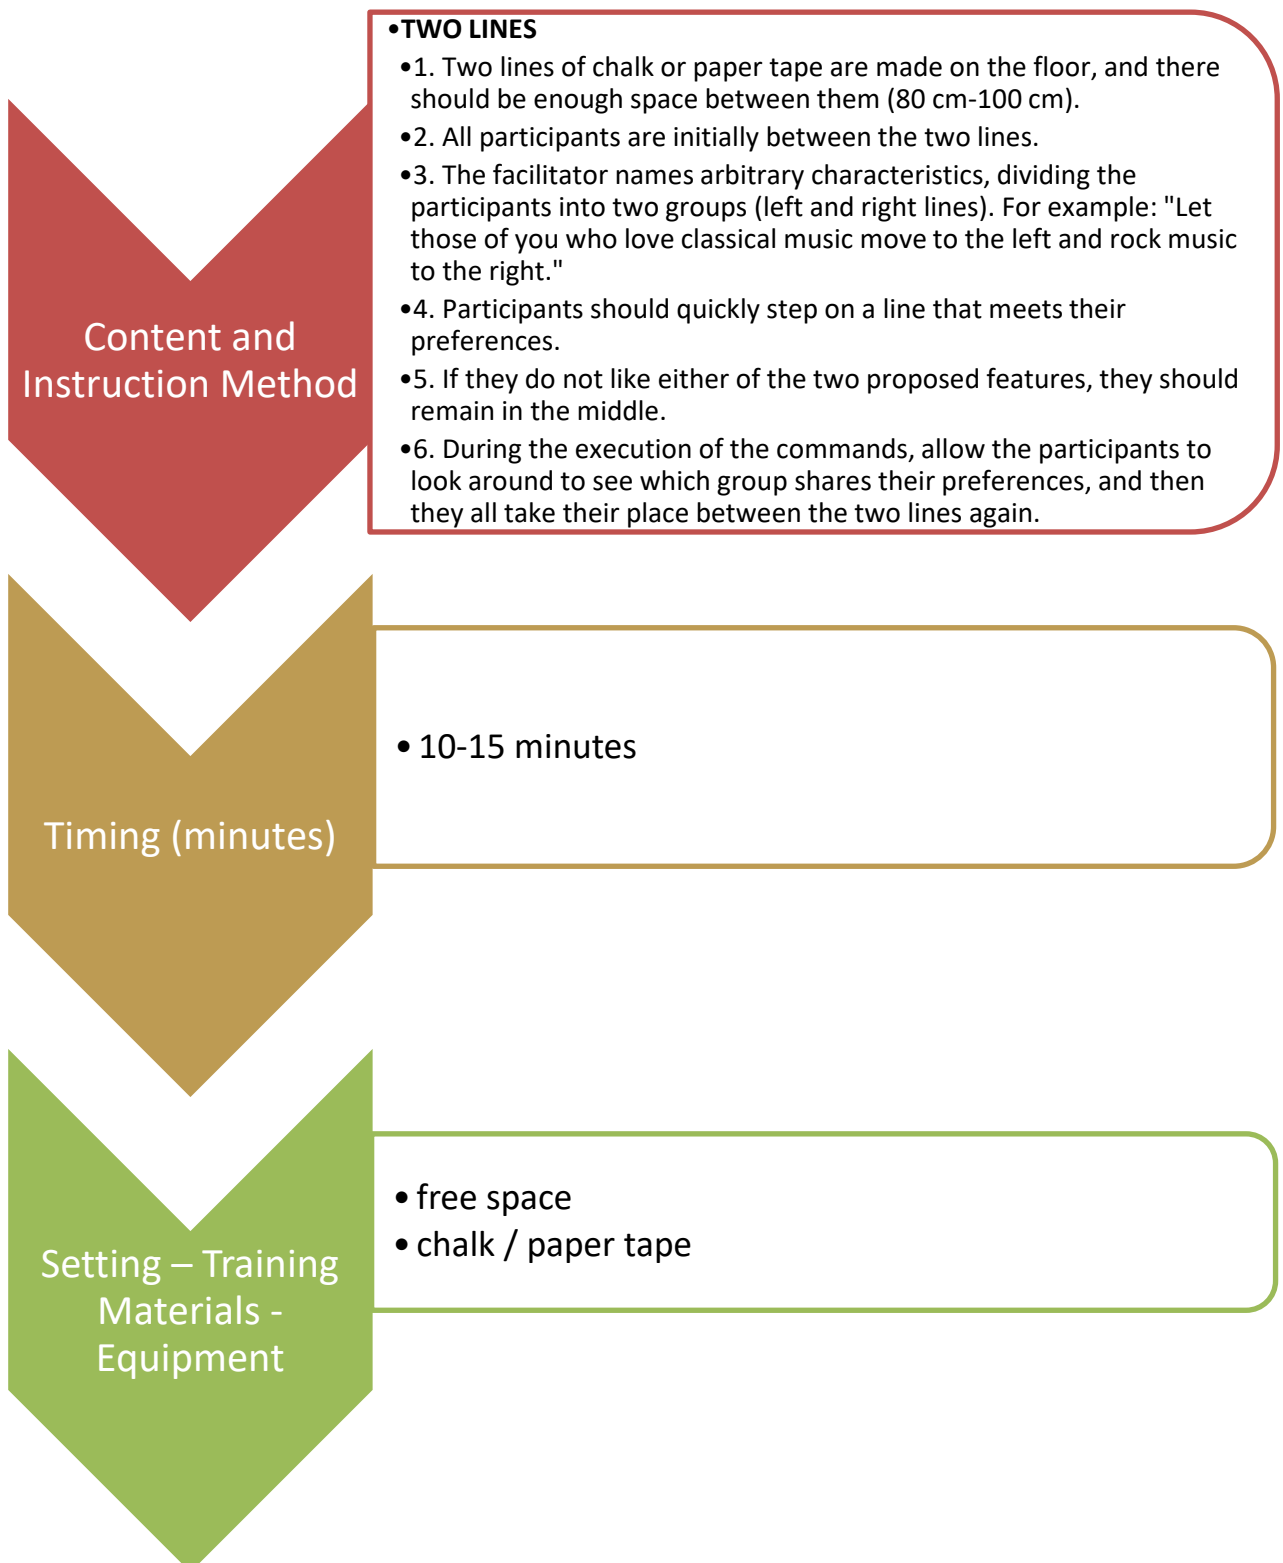 •TWO LINES
•1. Two lines of chalk or paper tape are made on the floor, and there
should be enough space between them (80 cm-100 cm).
•2. All participants are initially between the two lines.
•3. The facilitator names arbitrary characteristics, dividing the
participants into two groups (left and right lines). For example: "Let
those of you who love classical music move to the left and rock music
to the right."
•4. Participants should quickly step on a line that meets their
preferences.
•5. If they do not like either of the two proposed features, they should
remain in the middle.
•6. During the execution of the commands, allow the participants to
look around to see which group shares their preferences, and then
they all take their place between the two lines again.
Content and
Instruction Method
• 10-15 minutes
Timing (minutes)
• free space
• chalk / paper tape
Setting – Training
Materials -
Equipment